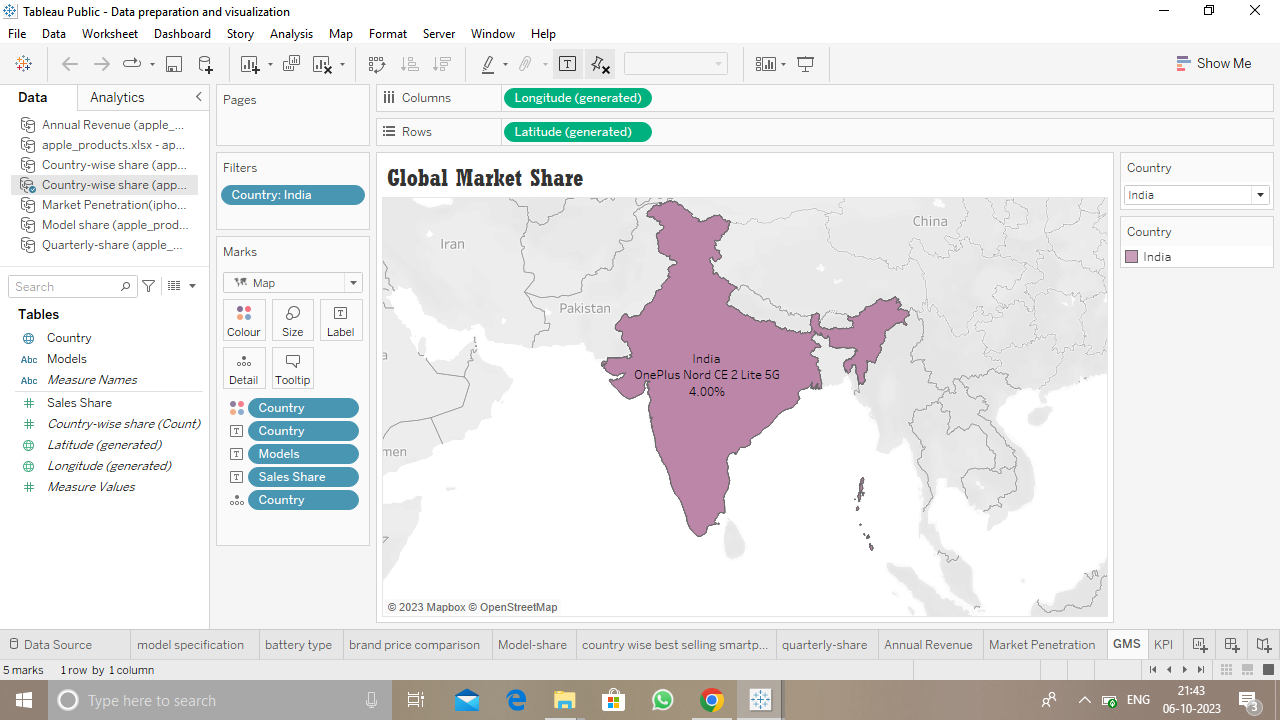 Tableau Public - Data preparation and visualization
File Data Worksheet Dashboard Story Analysis Map Format Server Window Help
Show Me
Data Analytics
Annual Revenue (apple_...
apple_products.xlsx - ap...
Country-wise share (app...
Country-wise share (app...
Market Penetration(ipho...
Model share (apple_prod...
Quarterly-share (apple_...
Search
Tables
Country
Abc Models
Abc Measure Names
Sales Share
Country-wise share (Count)
Latitude (generated)
Longitude (generated)
Measure Values
Pages
Filters
Country: India
Marks
Map
Colour Size Label
Detail Tooltip
Country
Country
Models
Sales Share
Country
Columns Longitude (generated)
Rows Latitude (generated)
Global Market Share
Iran
China
Pakistan
India
OnePlus Nord CE 2 Lite 5G
4.00%
men
© 2023 Mapbox © OpenStreetMap
Country
India
Country
India
Data Source model specification battery type brand price comparison Model-share country wise best selling smartp... quarterly-share Annual Revenue Market Penetration GMS KPI
5 marks 1 row by 1 column
Type here to search
ENG
21:43
06-10-2023
3